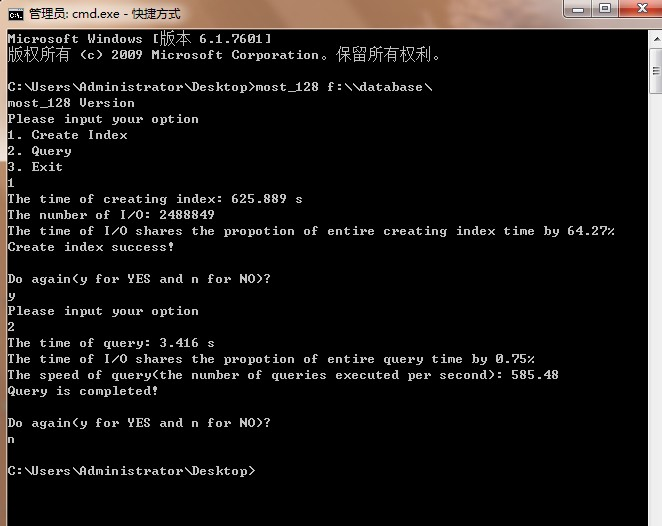 管理员: cmd.exe - 快捷方式
Microsoft Windows [版本 6.1.7601]
版权所有 (c) 2009 Microsoft Corporation。保留所有权利。
C:\Users\Administrator\Desktop>most_128 f:\\database\
most_128 Version
Please input your option
1. Create Index
2. Query
3. Exit
1
The time of creating index: 625.889 s
The number of I/O: 2488849
The time of I/O shares the propotion of entire creating index time by 64.27%
Create index success!
Do again(y for YES and n for NO)?
y
Please input your option
2
The time of query: 3.416 s
The time of I/O shares the propotion of entire query time by 0.75%
The speed of query(the number of queries executed per second): 585.48
Query is completed!
Do again(y for YES and n for NO)?
n
C:\Users\Administrator\Desktop>